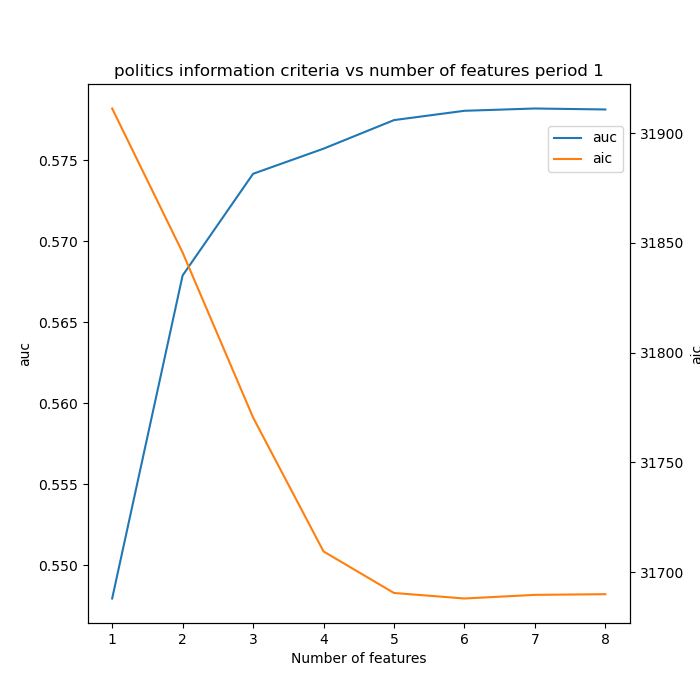 politics information criteria vs number of features period 1
auc
aic
0.575
0.570
0.565
0.560
0.555
0.550
auc
31900
31850
31800
31750
31700
aic
1 2 3 4 5 6 7 8
Number of features